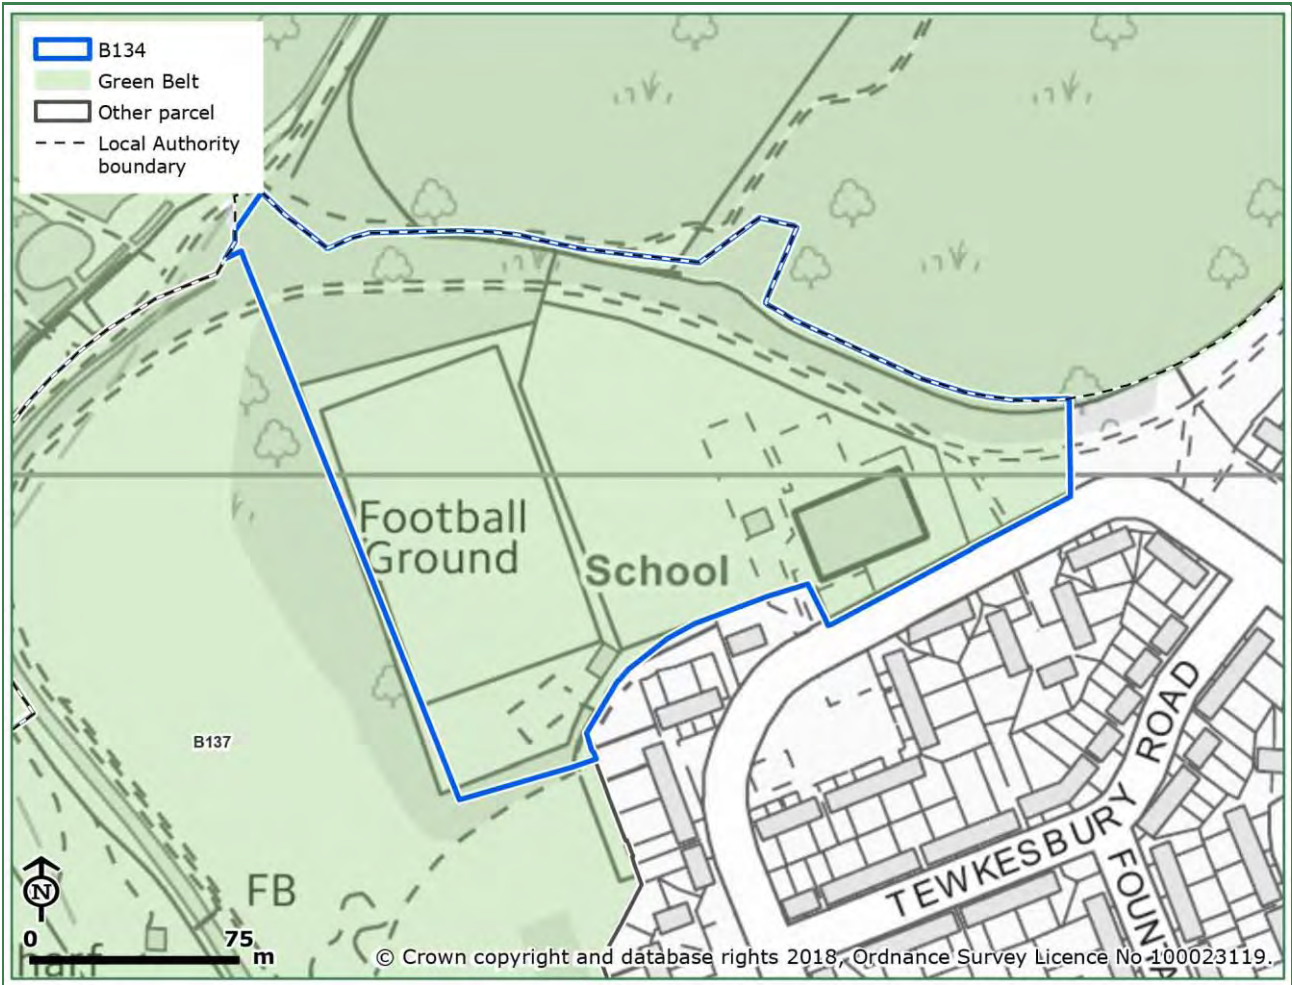 B134
Green Belt
Other parcel
Local Authority
boundary
Football
Ground
School
B137
TEWKESBURY ROAD
FB
N
0 75
m
© Crown copyright and database rights 2018, Ordnance Survey Licence No 100023119.